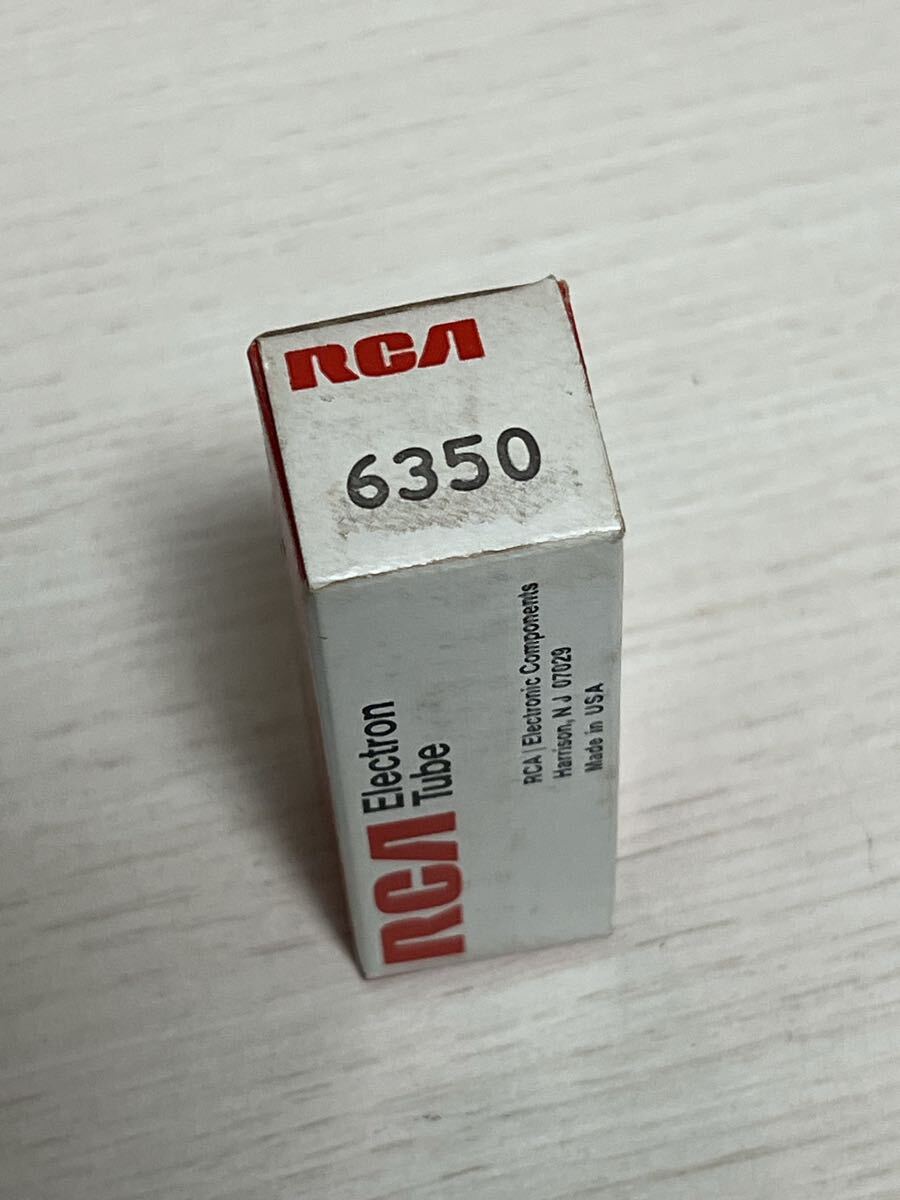 RCA
6350
RCA Electron
Tube
RCA | Electronic Components
Harrison, N J 07029
Made in USA